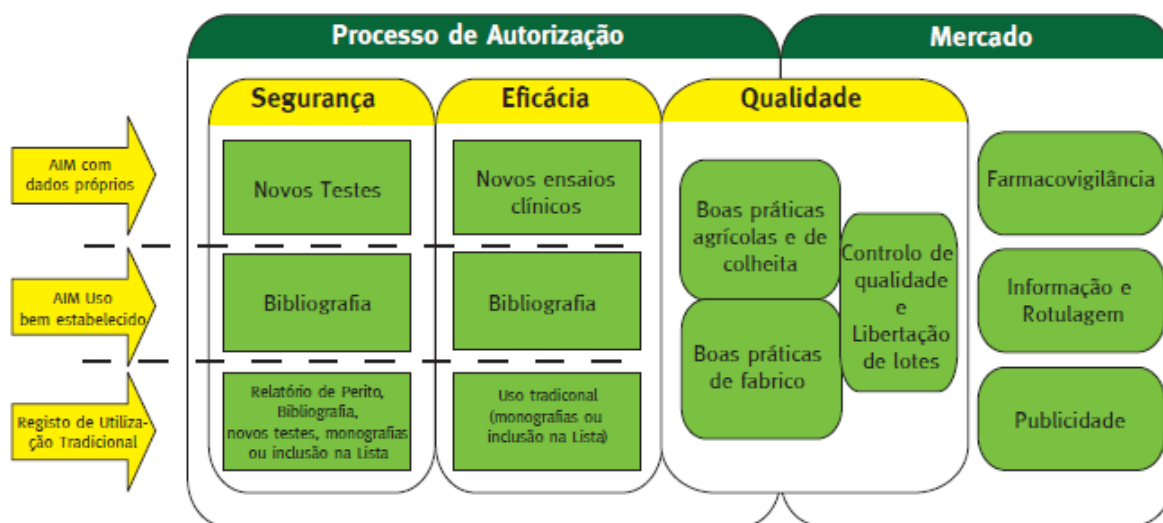 Processo de Autorização
Mercado
Segurança
Eficácia
Qualidade
AIM com
dados próprios
Novos Testes
Novos ensaios
clínicos
AIM Uso
bem estabelecido
Bibliografia
Bibliografia
Registo de Utiliza-
ção Tradicional
Relatório de Perito,
Bibliografia,
novos testes, monografias
ou inclusão na Lista
Uso tradiconal
(monografias ou
inclusão na Lista)
Boas práticas
agrícolas e de
colheita
Boas práticas
de fabrico
Controlo de
qualidade
e
Libertação
de lotes
Farmacovigilância
Informação e
Rotulagem
Publicidade